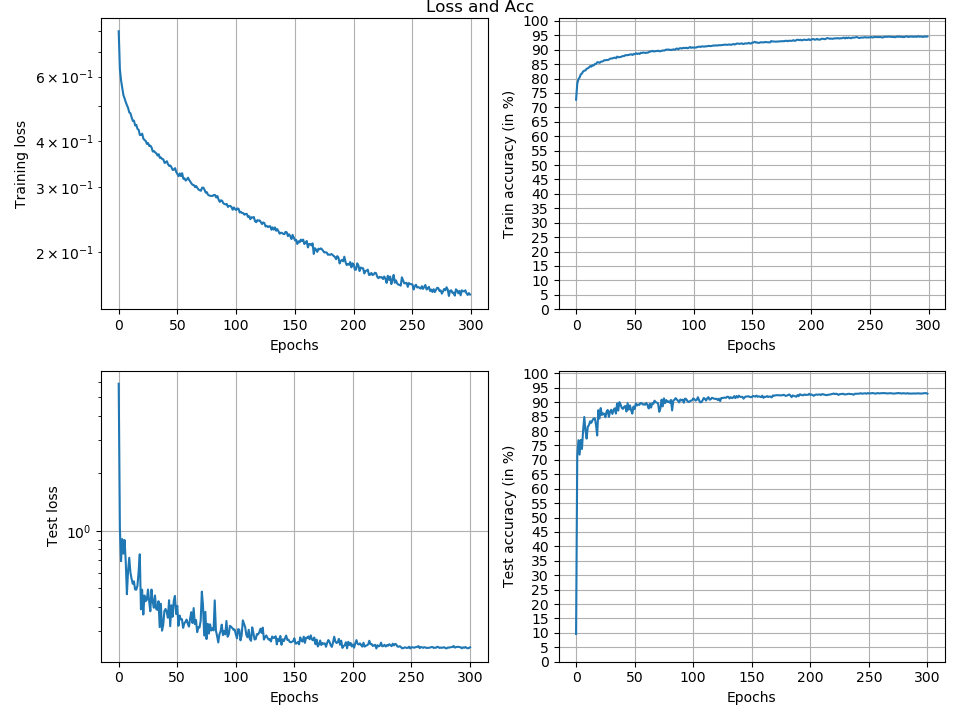 Loss and Acc
Training loss
6 × 10⁻¹
4 × 10⁻¹
3 × 10⁻¹
2 × 10⁻¹
0 50 100 150 200 250 300
Epochs
Train accuracy (in %)
100
95
90
85
80
75
70
65
60
55
50
45
40
35
30
25
20
15
10
5
0
0 50 100 150 200 250 300
Epochs
Test loss
10⁰
0 50 100 150 200 250 300
Epochs
Test accuracy (in %)
100
95
90
85
80
75
70
65
60
55
50
45
40
35
30
25
20
15
10
5
0
0 50 100 150 200 250 300
Epochs